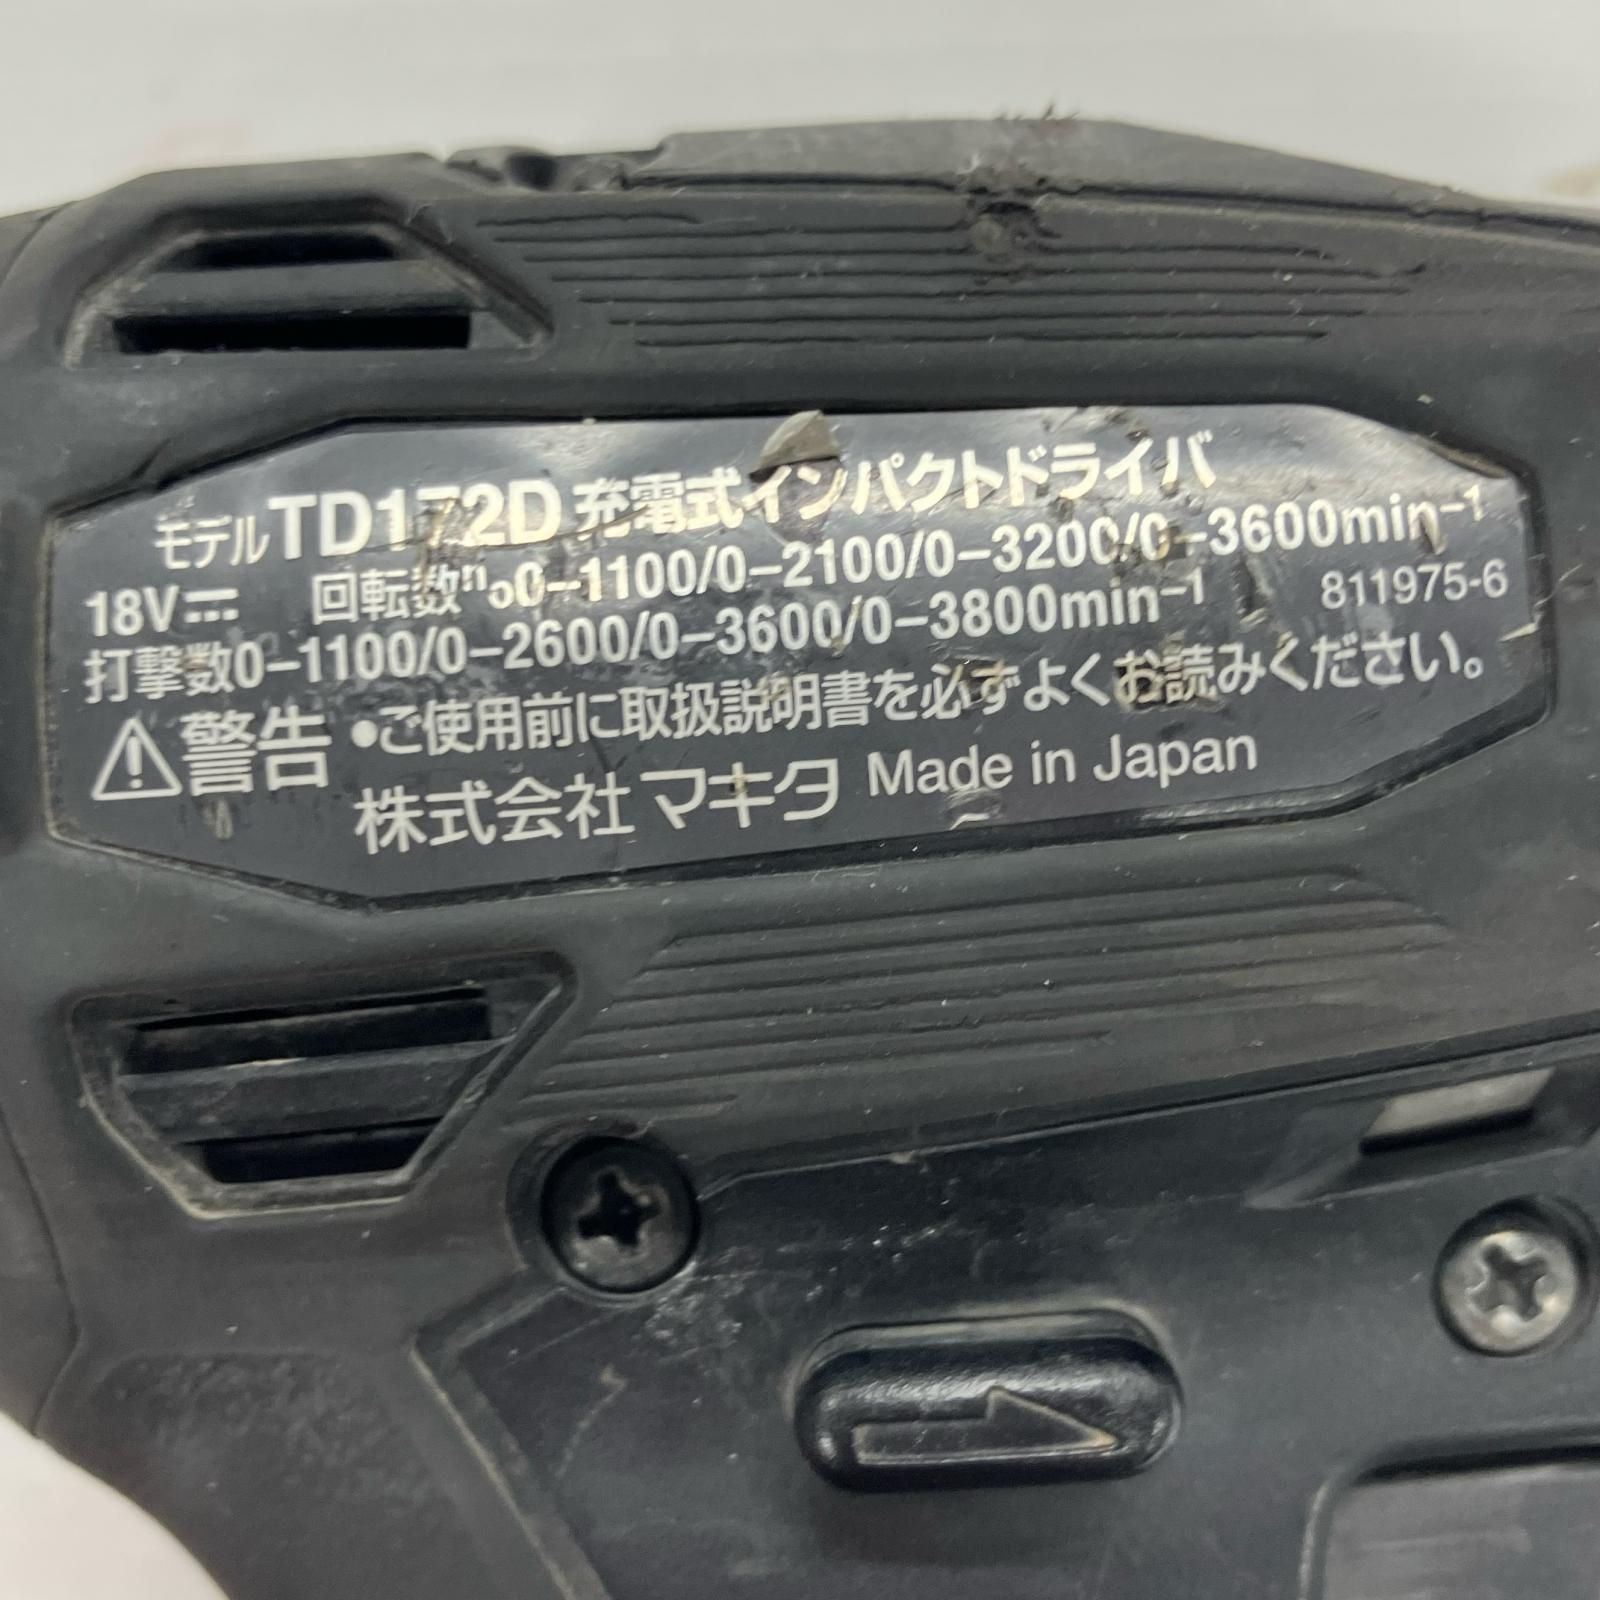 モデルTD172D 充電式インパクトドライバ
18V⎓ 回転数 0-1100/0-2100/0-3200/0-3600min-1
打撃数0-1100/0-2600/0-3600/0-3800min-1 811975-6
⚠警告 •ご使用前に取扱説明書を必ずよくお読みください。
株式会社マキタ Made in Japan